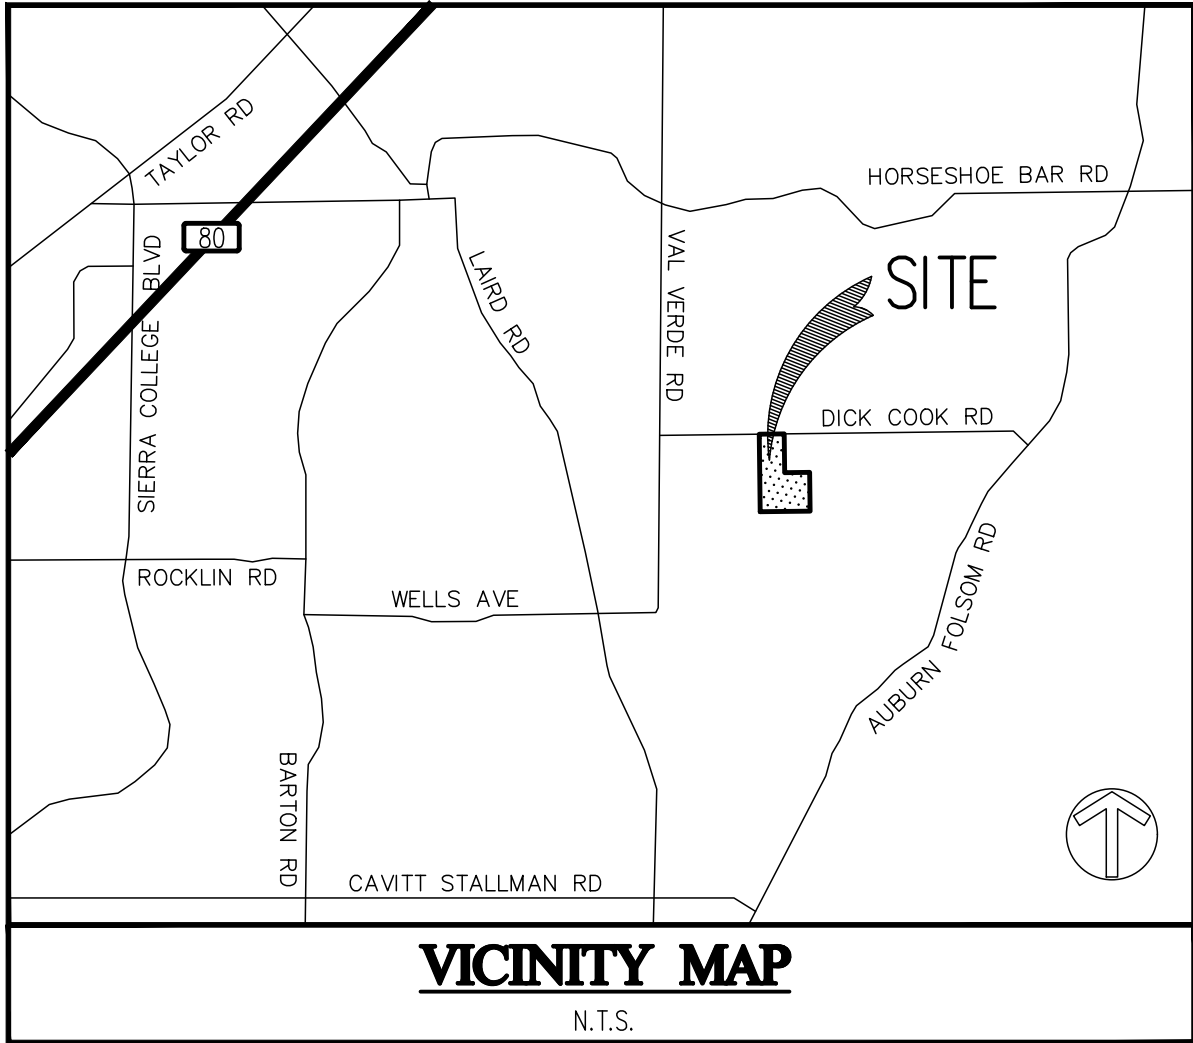 TAYLOR RD
HORSESHOE BAR RD
80
SIERRA COLLEGE BLVD
LAIRD RD
VAL VERDE RD
SITE
DICK COOK RD
ROCKLIN RD
WELLS AVE
AUBURN FOLSOM RD
BARTON RD
CAVITT STALLMAN RD
VICINITY MAP
N.T.S.